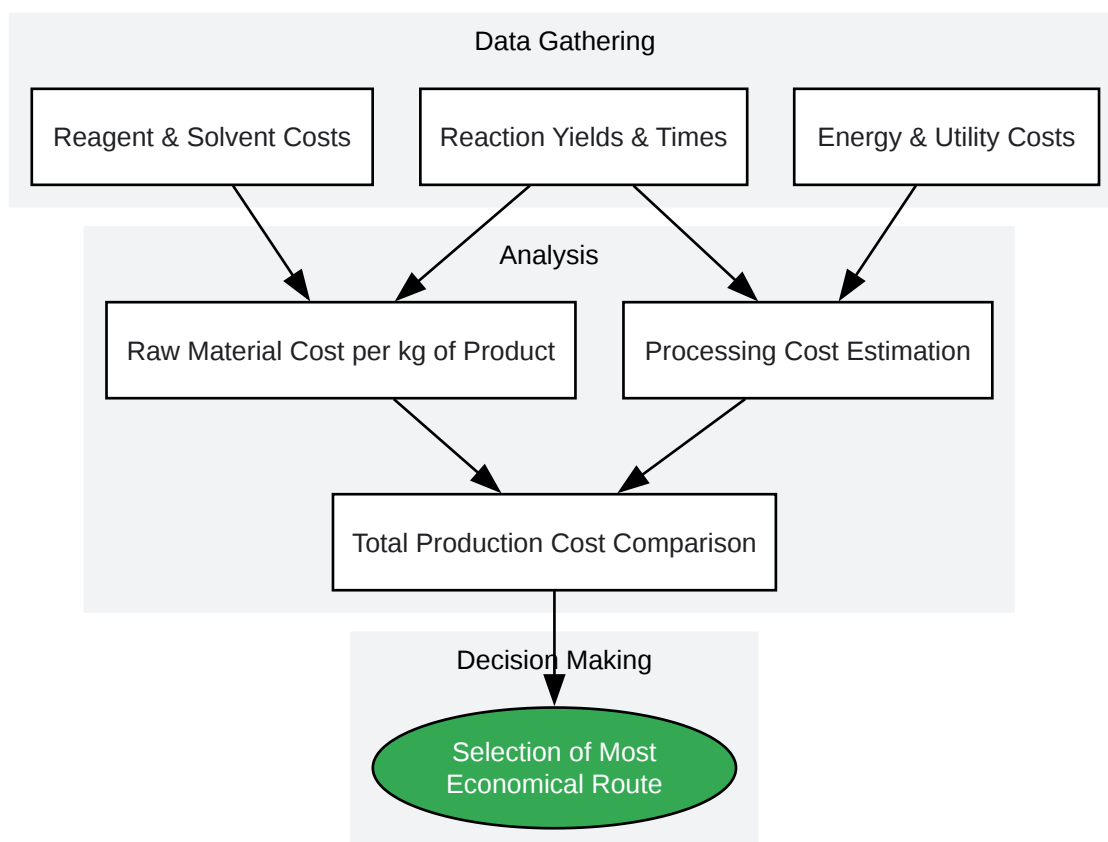 Data Gathering
Reagent & Solvent Costs
Reaction Yields & Times
Energy & Utility Costs
Analysis
Raw Material Cost per kg of Product
Processing Cost Estimation
Total Production Cost Comparison
Decision Making
Selection of Most
Economical Route